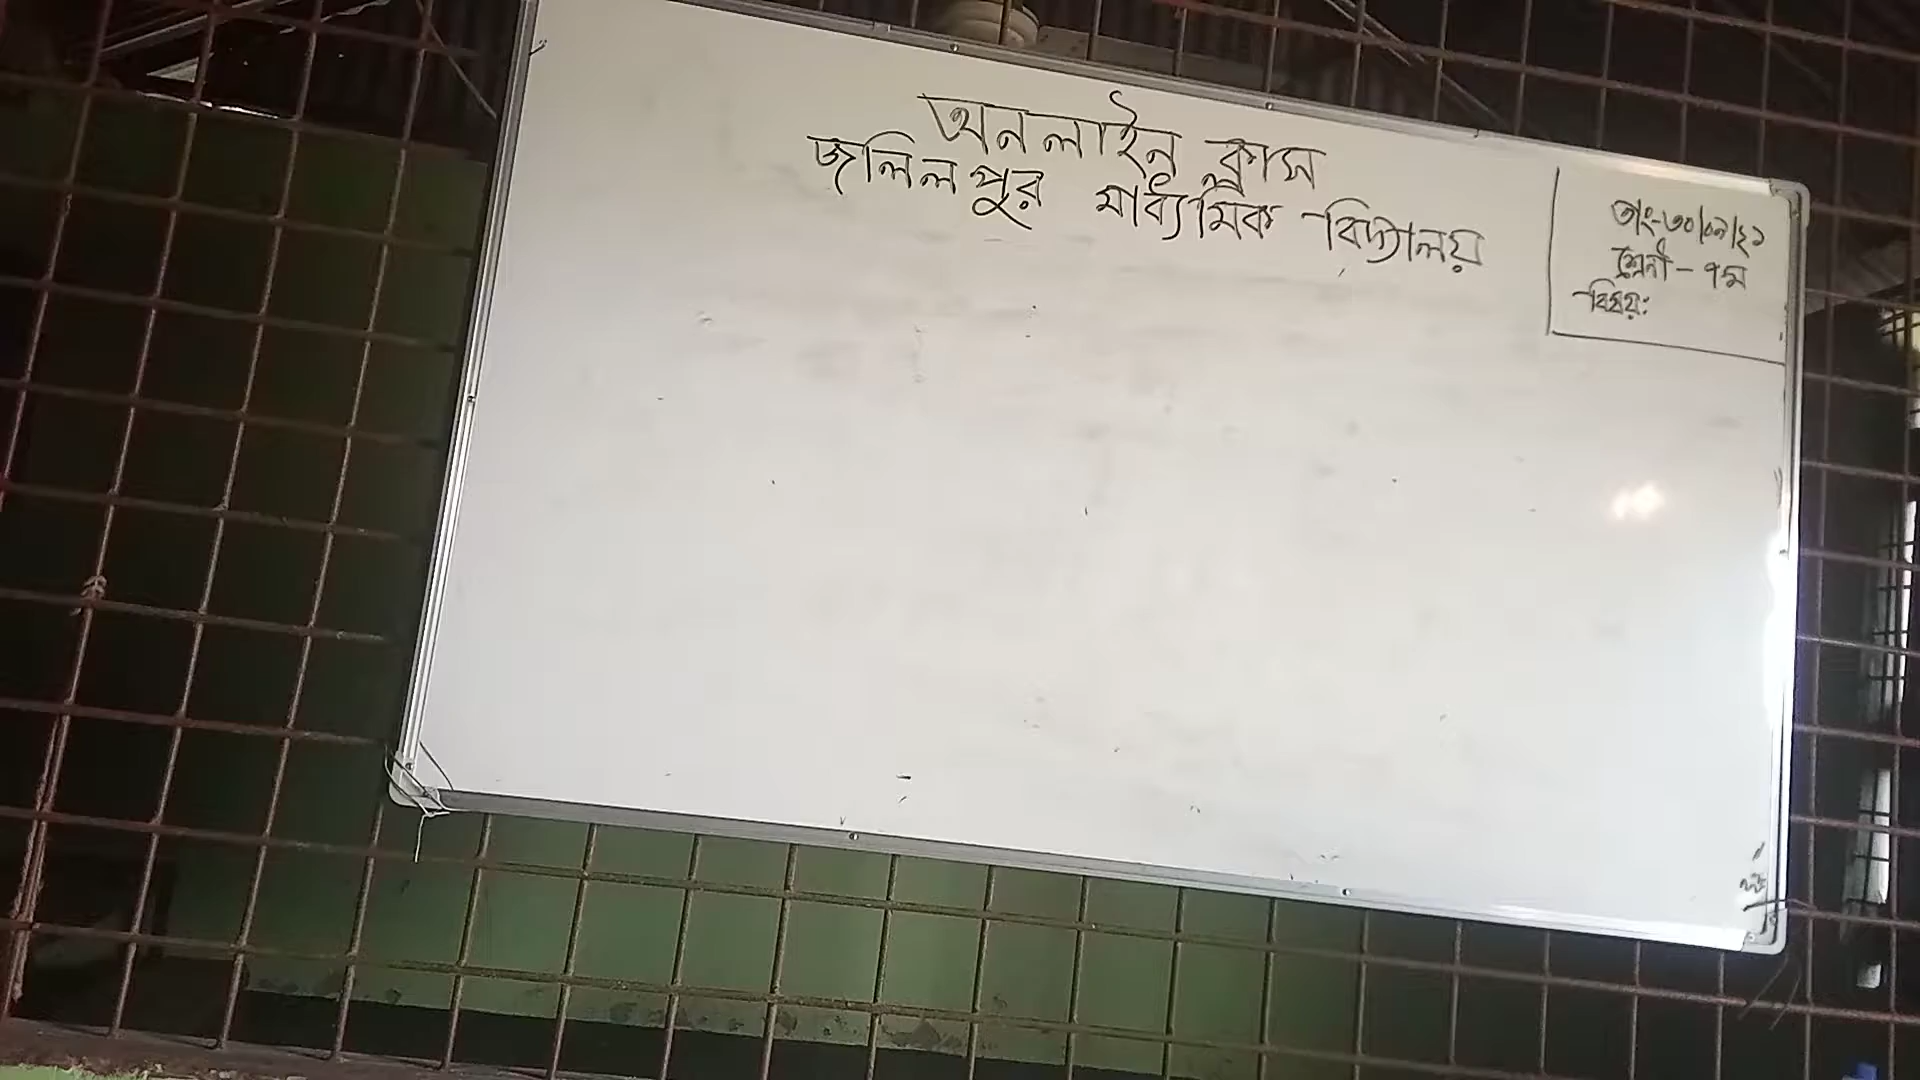 অনলাইন ক্লাস
জলিলপুর মাধ্যমিক বিদ্যালয়
তাং-৩০/০৯/২১
শ্রেনী - ৭ম
বিষয়: